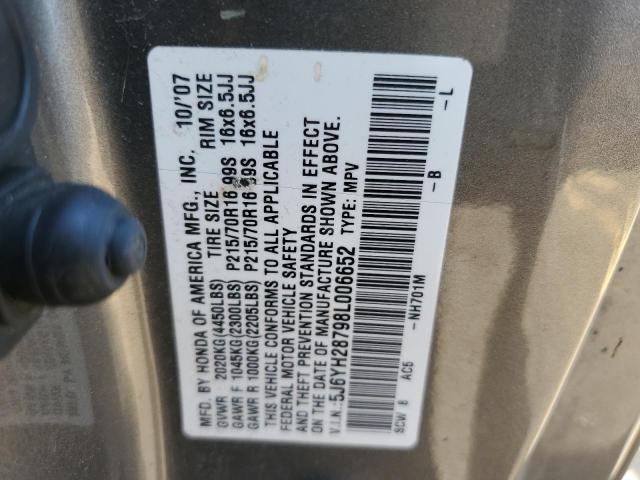 MFD. BY HONDA OF AMERICA MFG., INC. 10/'07
TIRE SIZE RIM SIZE
GVWR 2020KG(4450LBS)
GAWR F 1045KG(2300LBS) P215/70R16 99S 16x6.5JJ
GAWR R 1000KG(2205LBS) P215/70R16 99S 16x6.5JJ
THIS VEHICLE CONFORMS TO ALL APPLICABLE
FEDERAL MOTOR VEHICLE SAFETY
AND THEFT PREVENTION STANDARDS IN EFFECT
ON THE DATE OF MANUFACTURE SHOWN ABOVE.
V.I.N.:5J6YH28798L006652 TYPE: MPV
SCW 8 AC5 -NH701M -B -L